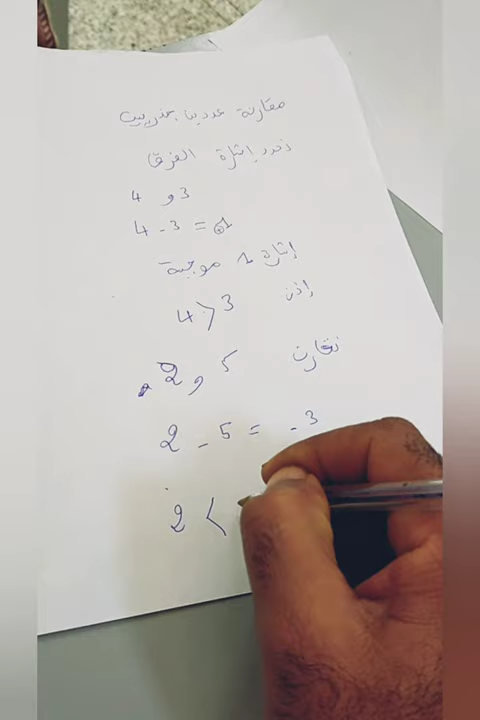 مقارنة عددين جذريين
نحدد إشارة الفرق
4 و 3
4 - 3 = 1
إشارة 1 موجبة
إذن 4 > 3
نقارن 2 و 5
2 - 5 = - 3
2 <